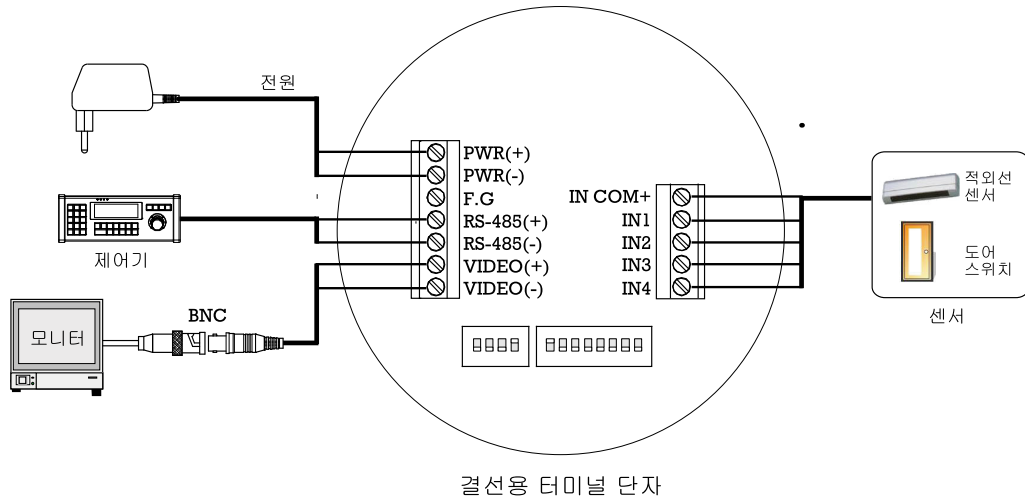 전원
PWR(+)
PWR(-)
F.G
RS-485(+)
RS-485(-)
VIDEO(+)
VIDEO(-)
제어기
BNC
모니터
IN COM+
IN1
IN2
IN3
IN4
적외선
센서
도어
스위치
센서
결선용 터미널 단자